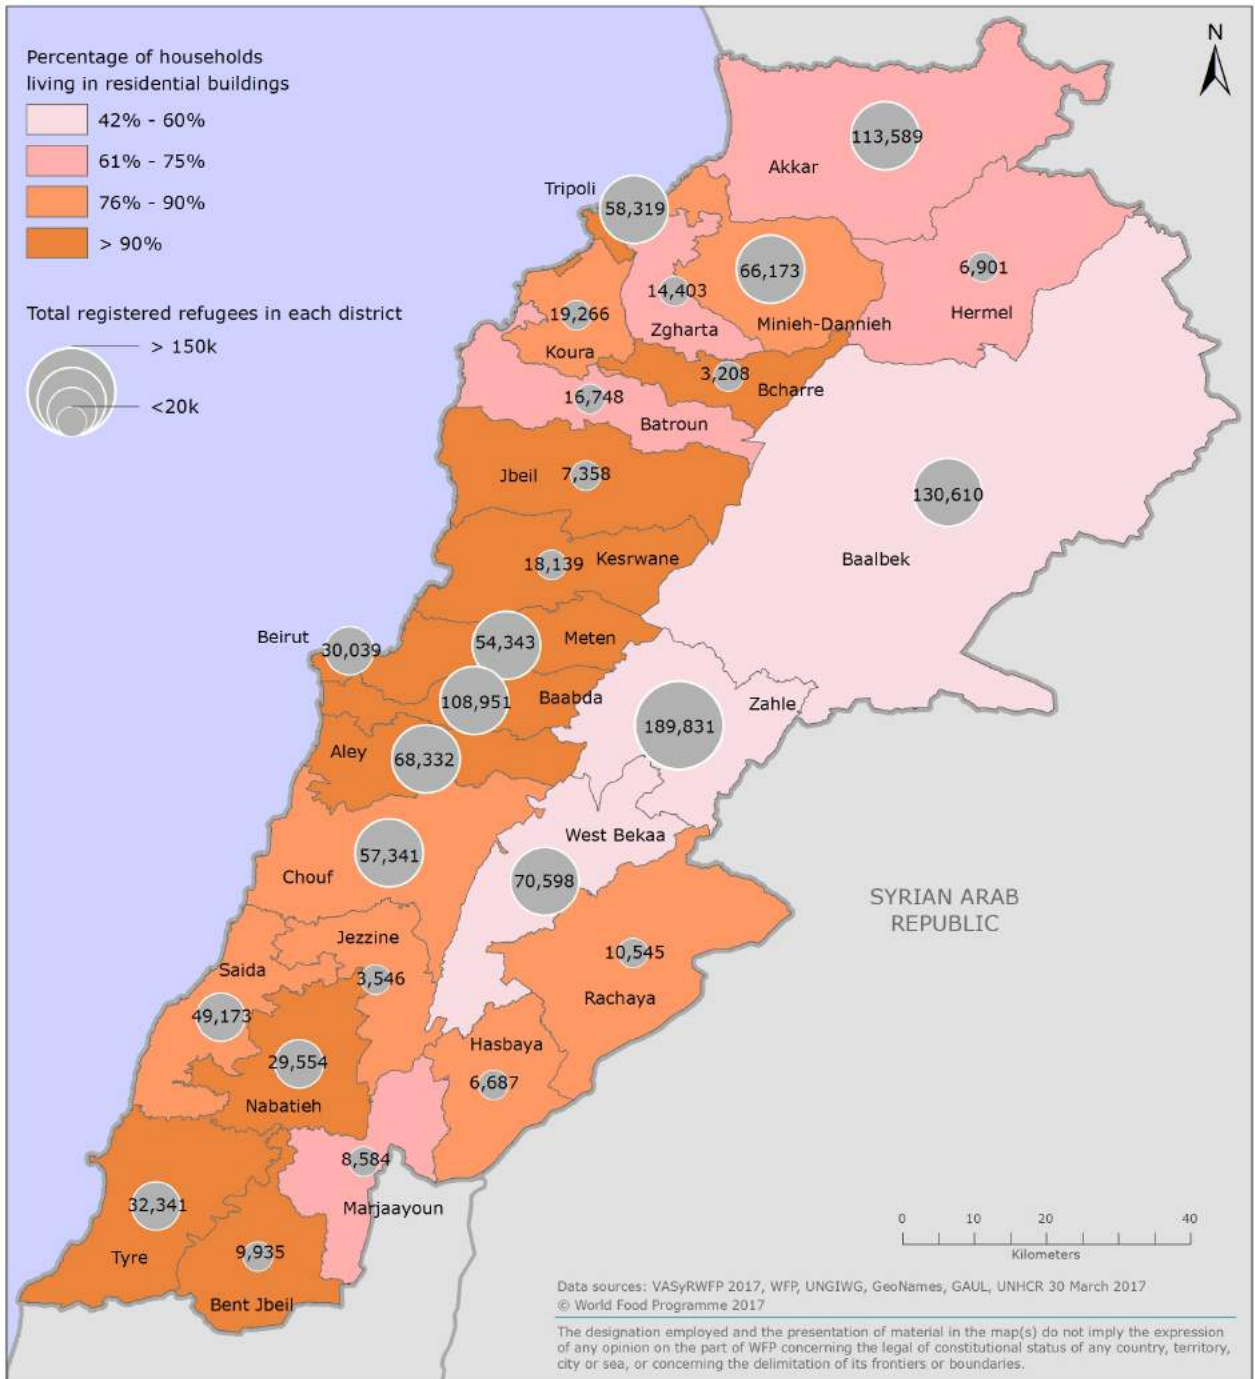 Percentage of households
living in residential buildings
42% - 60%
61% - 75%
76% - 90%
> 90%
Total registered refugees in each district
> 150k
<20k
N
113,589
Akkar
Tripoli
58,319
66,173
6,901
14,403
19,266
Hermel
Minieh-Dannieh
Zgharta
Koura
3,208
Bcharre
16,748
Batroun
Jbeil
7,358
130,610
Baalbek
Kesrwane
18,139
Beirut
30,039
Meten
54,343
Baabda
108,951
Zahle
189,831
Aley
68,332
West Bekaa
57,341
Chouf
70,598
SYRIAN ARAB
REPUBLIC
Jezzine
3,546
10,545
Rachaya
Saida
49,173
Hasbaya
6,687
29,554
Nabatieh
8,584
Marjaayoun
32,341
Tyre
9,935
Bent Jbeil
0 10 20 40
Kilometers
Data sources: VASyRWFP 2017, WFP, UNGIWG, GeoNames, GAUL, UNHCR 30 March 2017
© World Food Programme 2017
The designation employed and the presentation of material in the map(s) do not imply the expression
of any opinion on the part of WFP concerning the legal of constitutional status of any country, territory,
city or sea, or concerning the delimitation of its frontiers or boundaries.